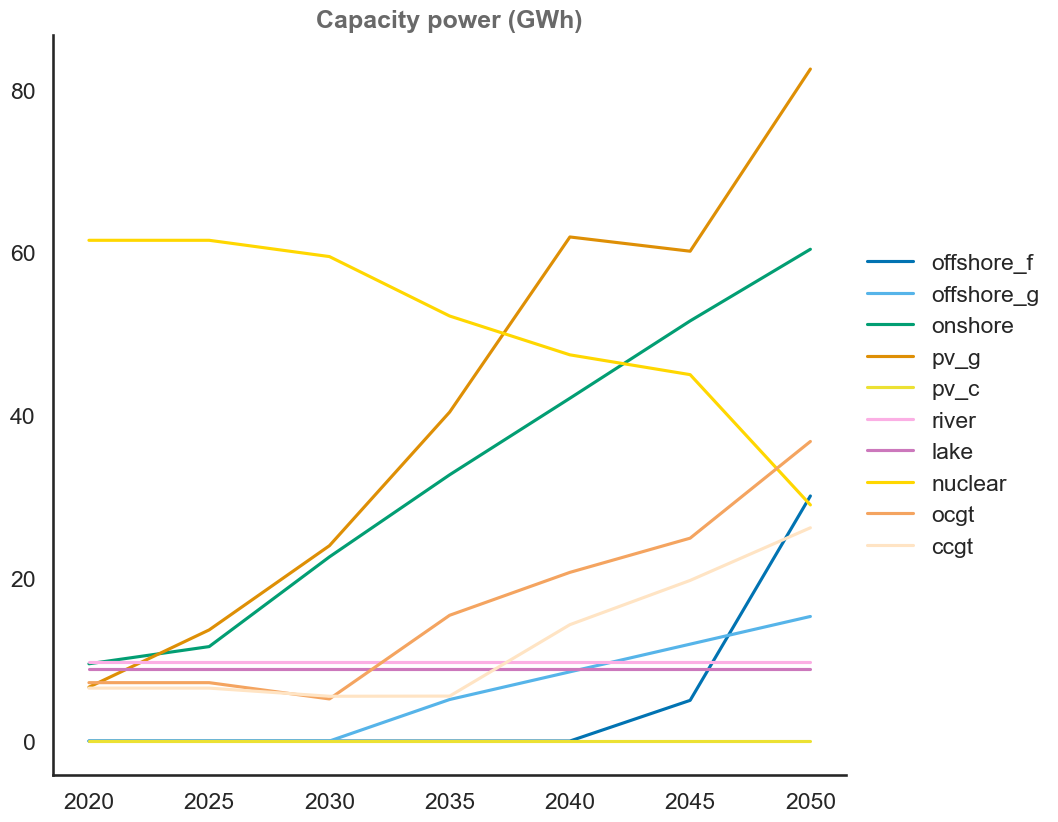 Capacity power (GWh)
80
60
40
20
0
2020 2025 2030 2035 2040 2045 2050
offshore_f
offshore_g
onshore
pv_g
pv_c
river
lake
nuclear
ocgt
ccgt